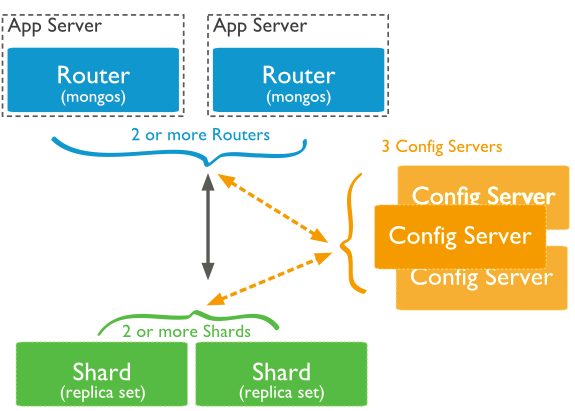 App Server
App Server
Router
(mongos)
Router
(mongos)
2 or more Routers
3 Config Servers
Config Server
Config Server
Config Server
2 or more Shards
Shard
(replica set)
Shard
(replica set)